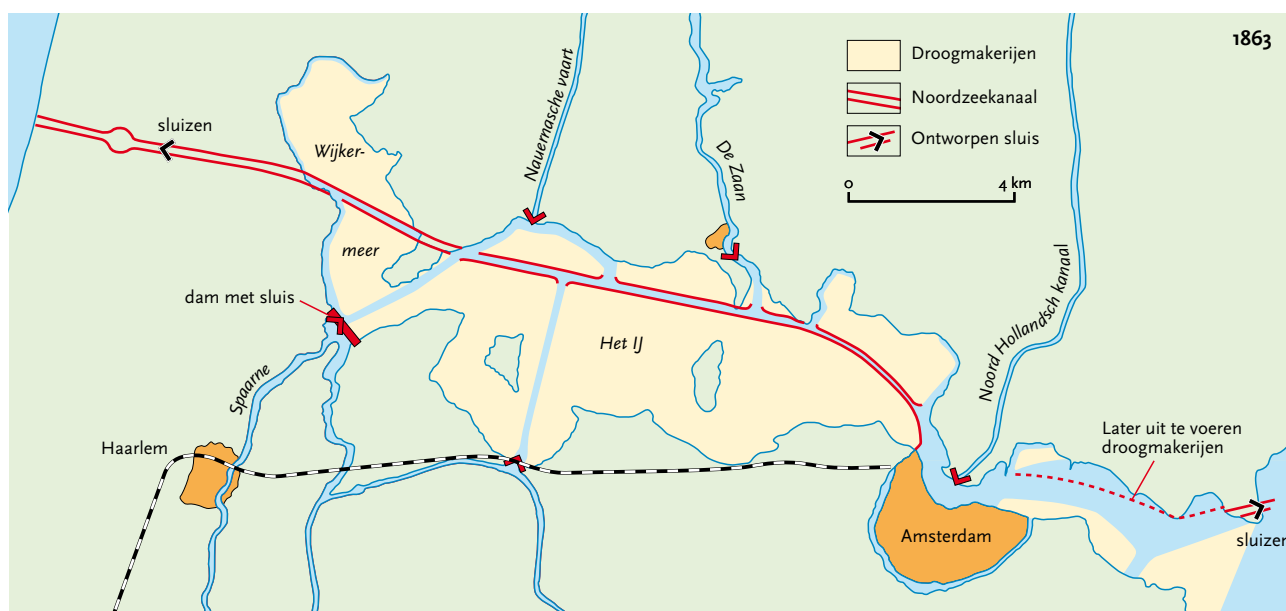 1863
Droogmakerijen
Noordzeekanaal
Ontworpen sluis
0 4 km
sluizen
Wijker-
meer
Nauernasche vaart
De Zaan
Noord Hollandsch kanaal
dam met sluis
Het IJ
Spaarne
Haarlem
Later uit te voeren
droogmakerijen
Amsterdam
sluizen